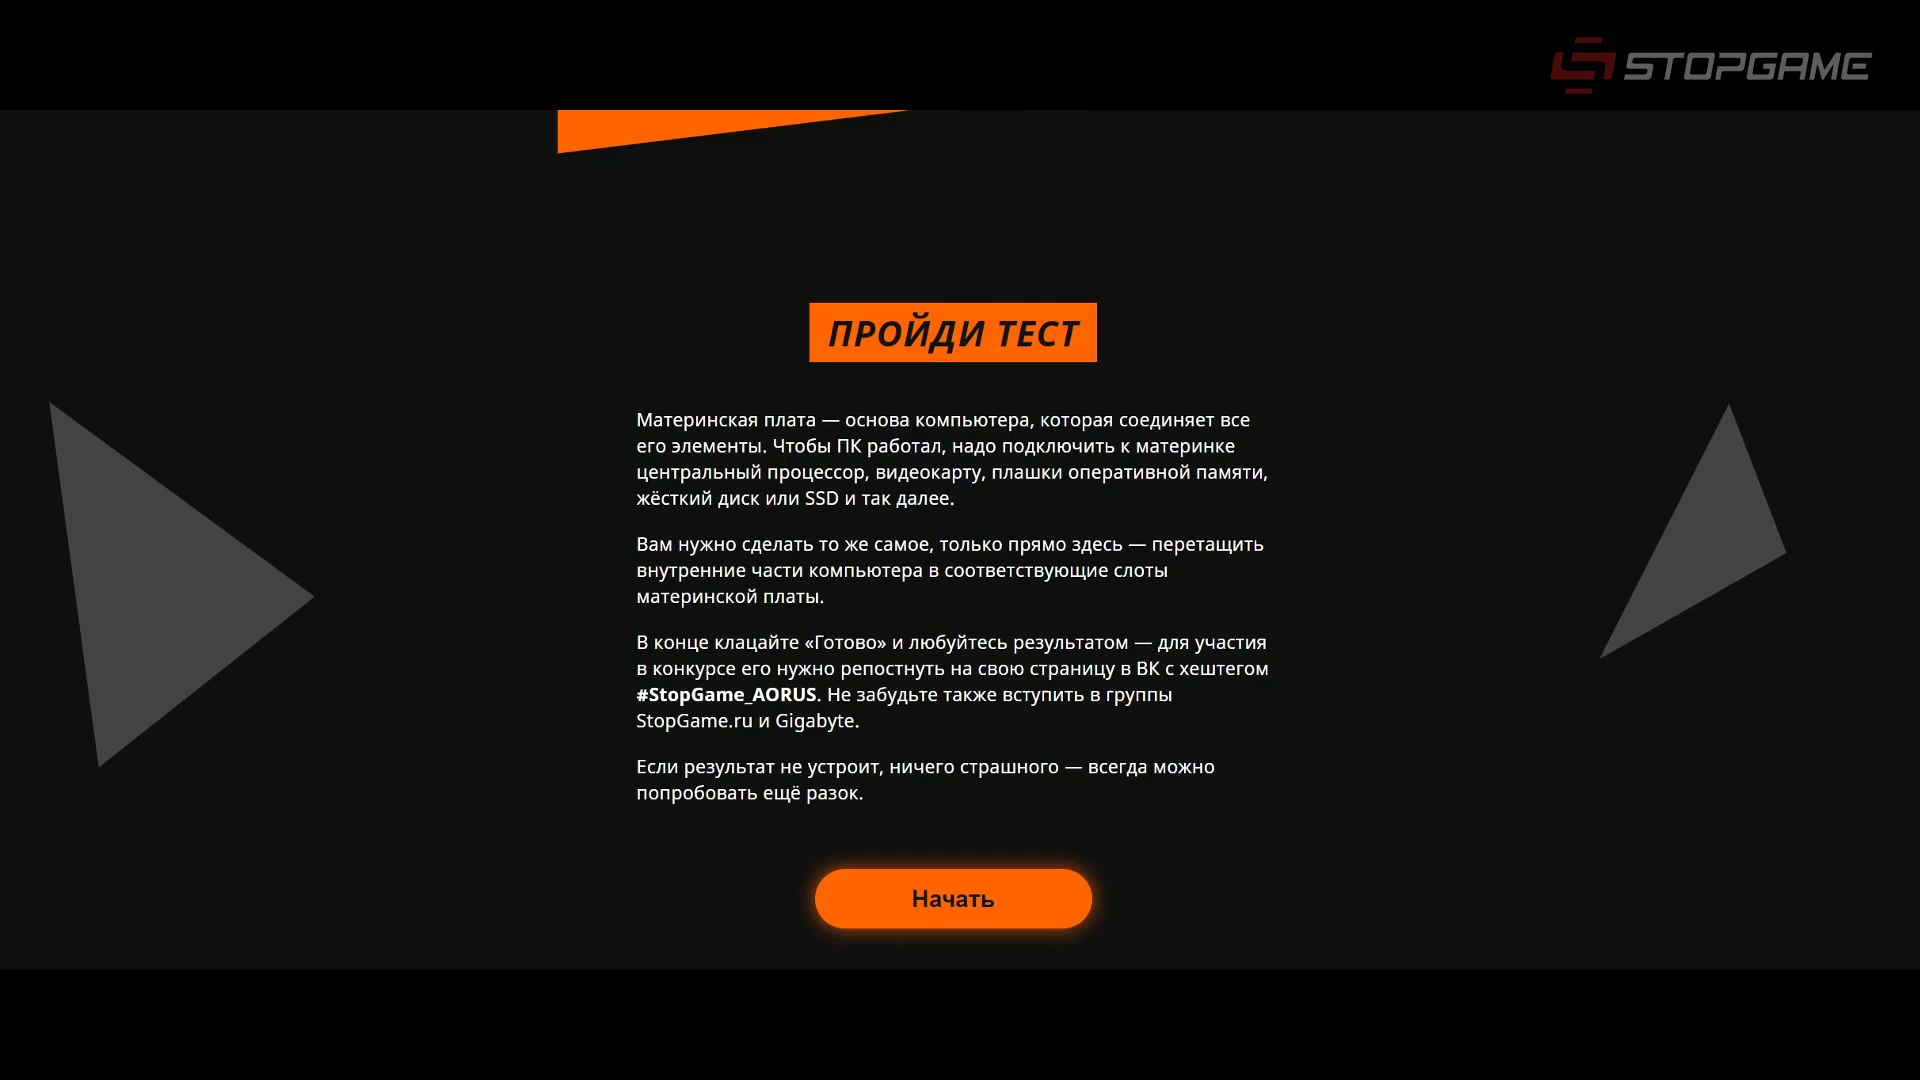 STOPGAME
ПРОЙДИ ТЕСТ
Материнская плата — основа компьютера, которая соединяет все
его элементы. Чтобы ПК работал, надо подключить к материнке
центральный процессор, видеокарту, плашки оперативной памяти,
жёсткий диск или SSD и так далее.
Вам нужно сделать то же самое, только прямо здесь — перетащить
внутренние части компьютера в соответствующие слоты
материнской платы.
В конце клацайте «Готово» и любуйтесь результатом — для участия
в конкурсе его нужно репостнуть на свою страницу в ВК с хештегом
#StopGame_AORUS. Не забудьте также вступить в группы
StopGame.ru и Gigabyte.
Если результат не устроит, ничего страшного — всегда можно
попробовать ещё разок.
Начать